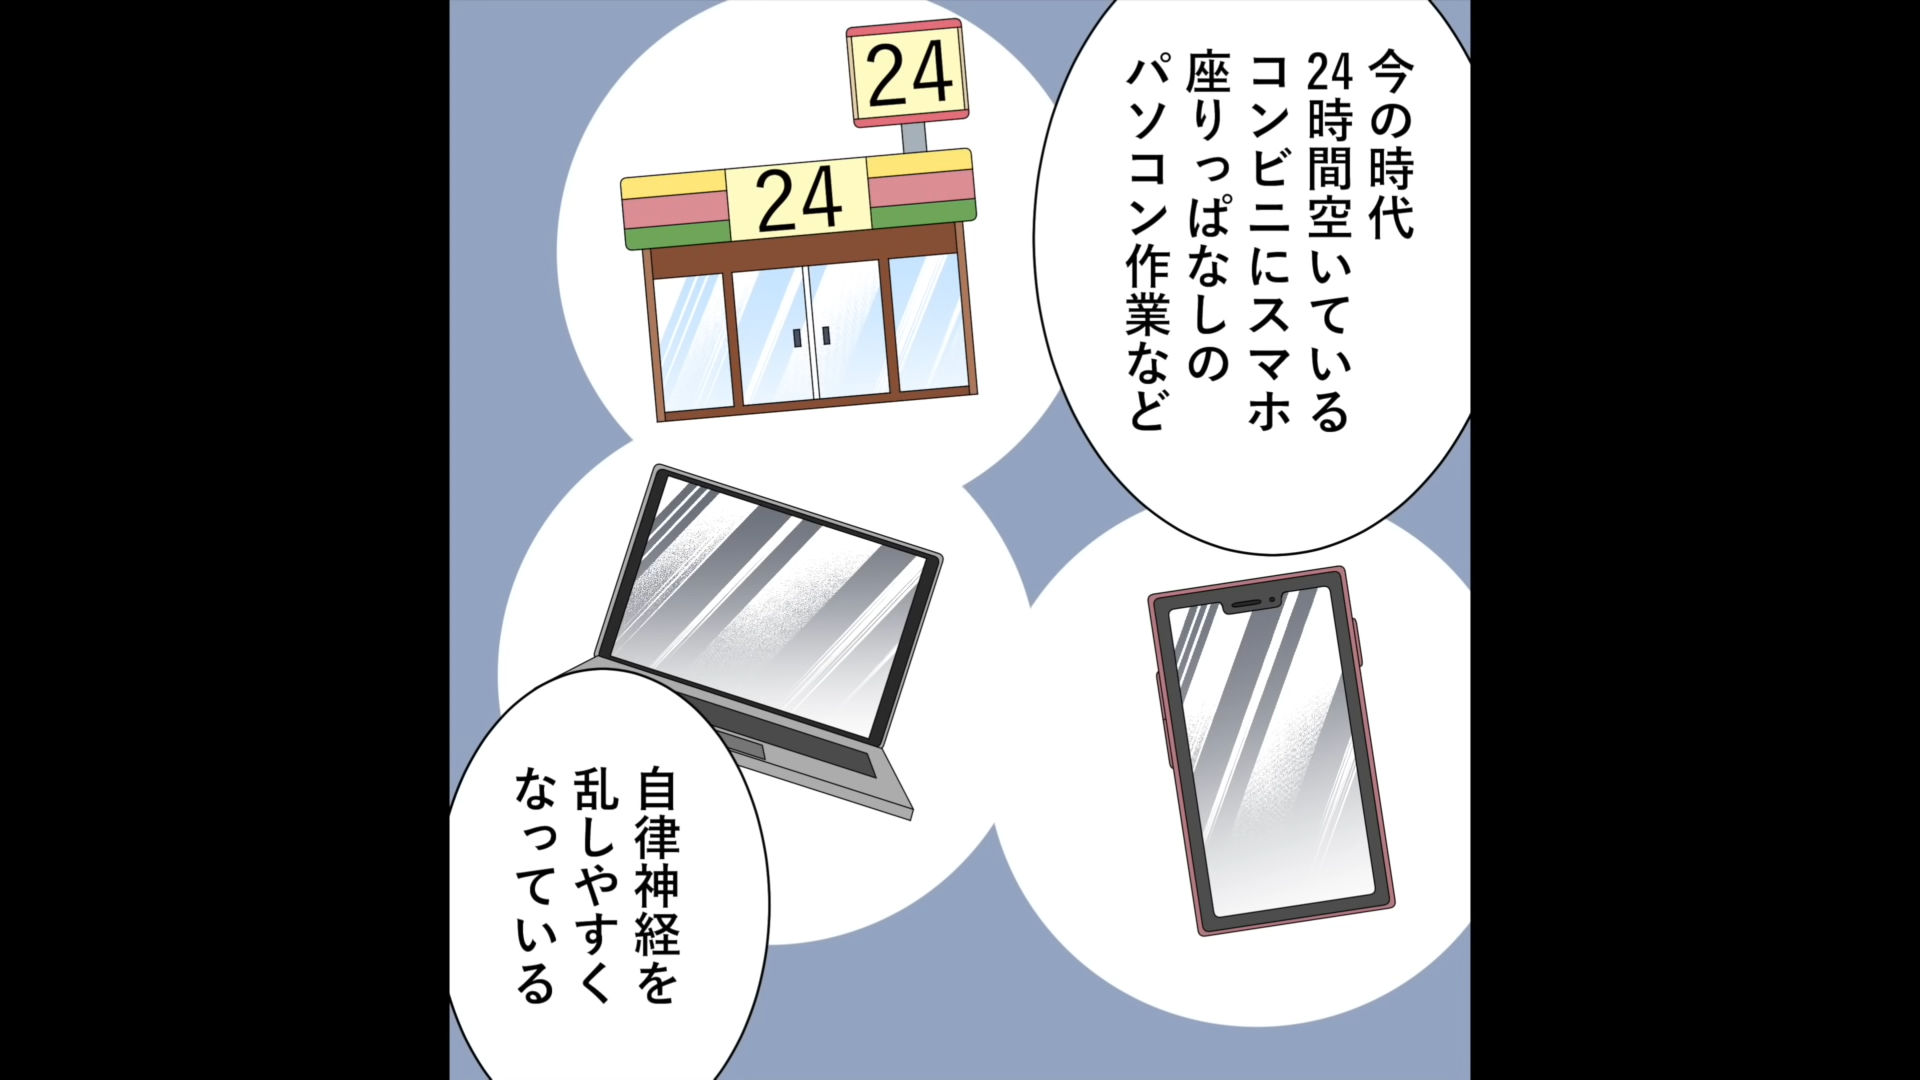 今の時代
24時間空いている
コンビニにスマホ
座りっぱなしの
パソコン作業など
24
24
自律神経を
乱しやすく
なっている